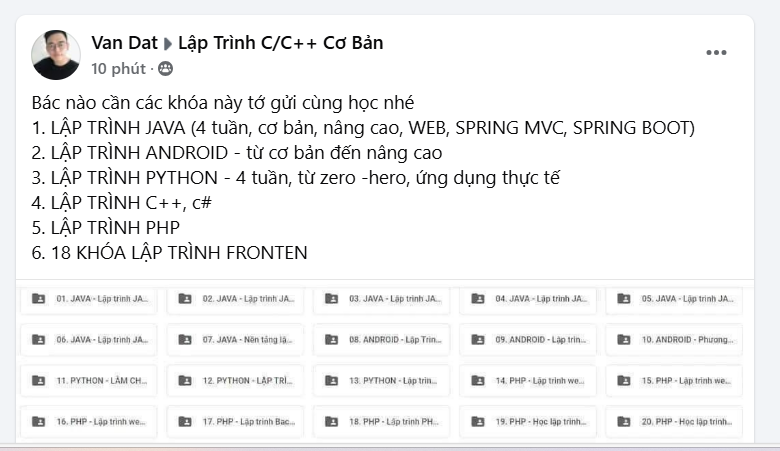 Van Dat Lập Trình C/C++ Cơ Bản
10 phút ·
Bác nào cần các khóa này tớ gửi cùng học nhé
1. LẬP TRÌNH JAVA (4 tuần, cơ bản, nâng cao, WEB, SPRING MVC, SPRING BOOT)
2. LẬP TRÌNH ANDROID - từ cơ bản đến nâng cao
3. LẬP TRÌNH PYTHON - 4 tuần, từ zero -hero, ứng dụng thực tế
4. LẬP TRÌNH C++, c#
5. LẬP TRÌNH PHP
6. 18 KHÓA LẬP TRÌNH FRONTEN
01. JAVA - Lập trình JA... 02. JAVA - Lập trình JA... 03. JAVA - Lập trình JA... 04. JAVA - Lập trình JA... 05. JAVA - Lập trình JA...
06. JAVA - Lập trình JA... 07. JAVA - Nền tảng lậ... 08. ANDROID - Lập Trìn... 09. ANDROID - Lập trin... 10. ANDROID - Phương...
11. PYTHON - LÀM CH... 12. PYTHON - LẬP TRÌ... 13. PYTHON - Lập trìn... 14. PHP - Lập trình we... 15. PHP - Lập trình we...
16. PHP - Lập trình we... 17. PHP - Lập trình Bac... 18. PHP - Lập trình PH... 19. PHP - Học lập trình... 20. PHP - Học lập trình...